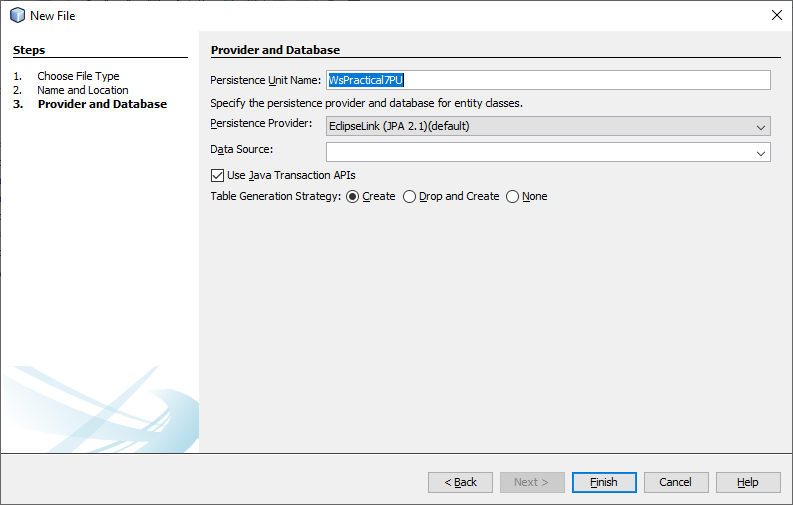 New File
Steps
1. Choose File Type
2. Name and Location
3. Provider and Database
Provider and Database
Persistence Unit Name: WsPractical7PU
Specify the persistence provider and database for entity classes.
Persistence Provider: EclipseLink (JPA 2.1)(default)
Data Source:
Use Java Transaction APIs
Table Generation Strategy: Create Drop and Create None
< Back Next > Finish Cancel Help